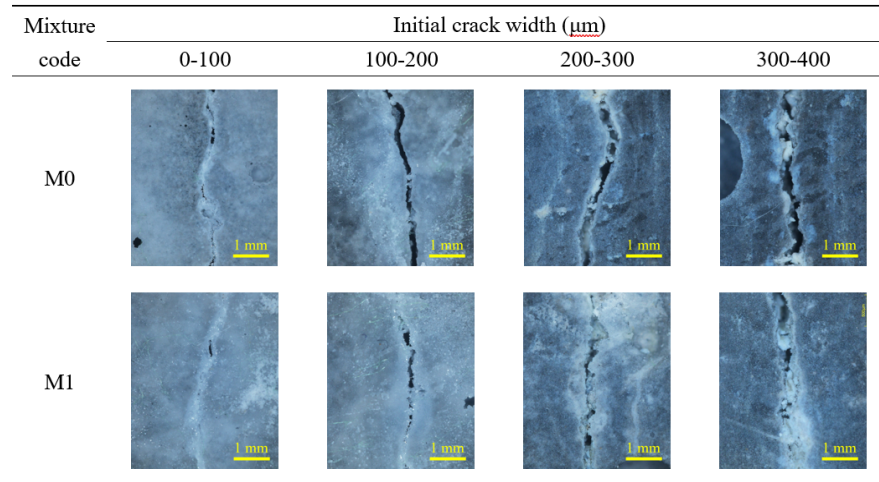 Mixture Initial crack width (μm)
code 0-100 100-200 200-300 300-400
M0
1 mm 1 mm 1 mm 1 mm
M1
1 mm 1 mm 1 mm 1 mm